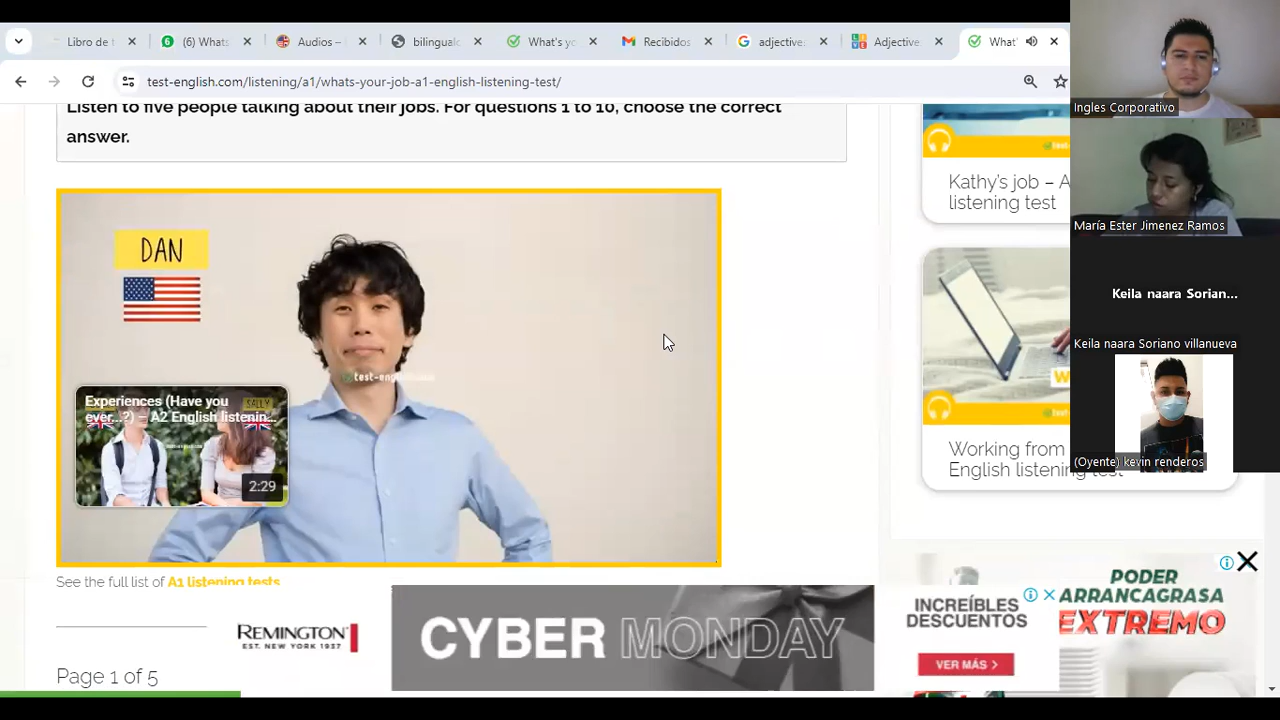 Libro de t
(6) Whats
Audios –
bilingual
What's yo
Recibidos
adjective
Adjective
What'
test-english.com/listening/a1/whats-your-job-a1-english-listening-test/
Listen to five people talking about their jobs. For questions 1 to 10, choose the correct
answer.
DAN
test-english
Experiences (Have you
ever...?) – A2 English listenin...
SALLY
2:29
See the full list of A1 listening tests
Page 1 of 5
Kathy's job – A
listening test
Working from
English listening test
Ingles Corporativo
María Ester Jimenez Ramos
Keila naara Sorian...
Keila naara Soriano villanueva
(Oyente) kevin renderos
REMINGTON
EST. NEW YORK 1937
CYBER MONDAY
INCREÍBLES
DESCUENTOS
VER MÁS >
PODER
ARRANCAGRASA
EXTREMO